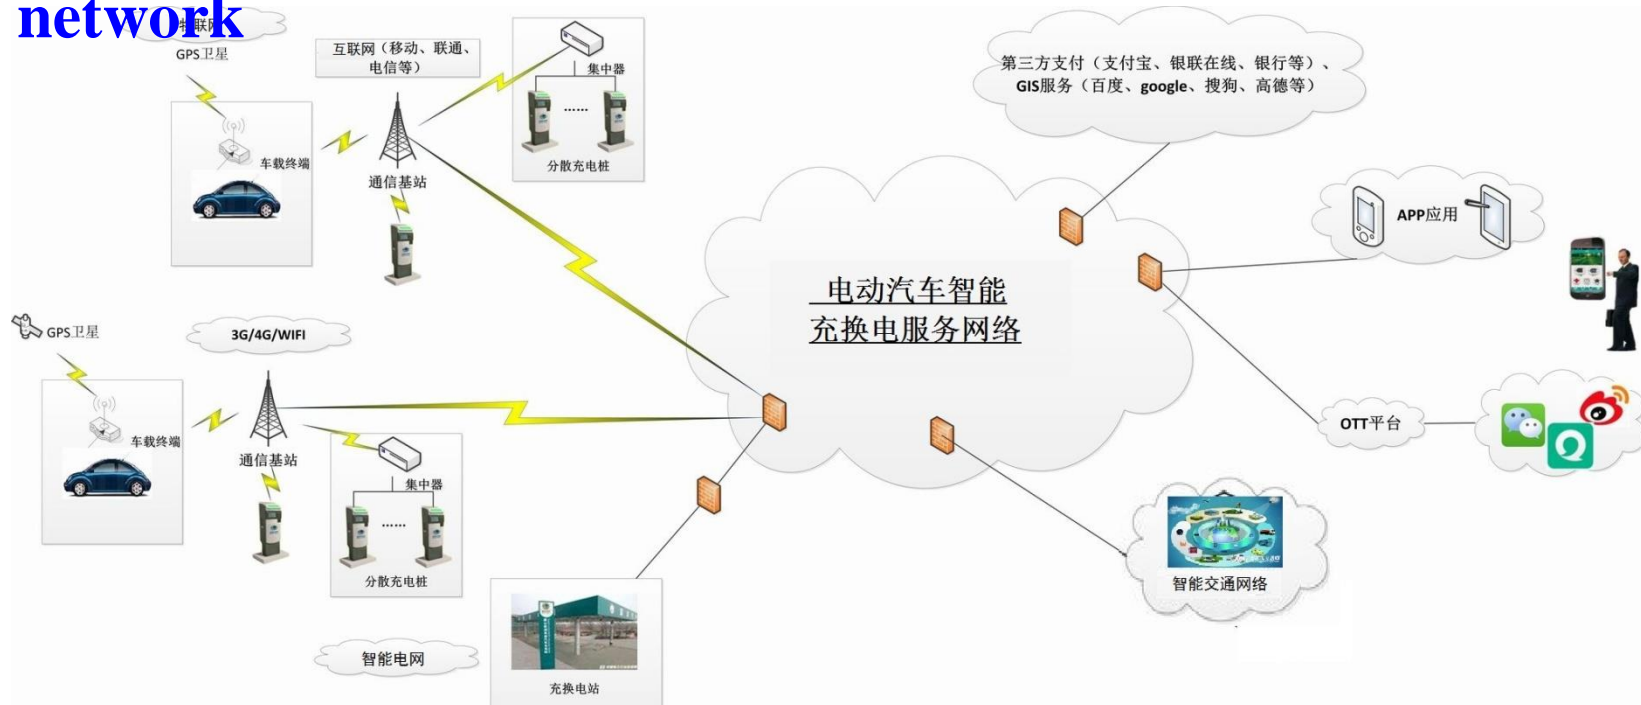 network
物联网
GPS卫星
互联网（移动、联通、
电信等）
集中器
……
分散充电桩
车载终端
通信基站
第三方支付（支付宝、银联在线、银行等）、
GIS服务（百度、google、搜狗、高德等）
APP应用
电动汽车智能
充换电服务网络
GPS卫星
3G/4G/WIFI
车载终端
通信基站
集中器
……
分散充电桩
OTT平台
智能交通网络
智能电网
充换电站